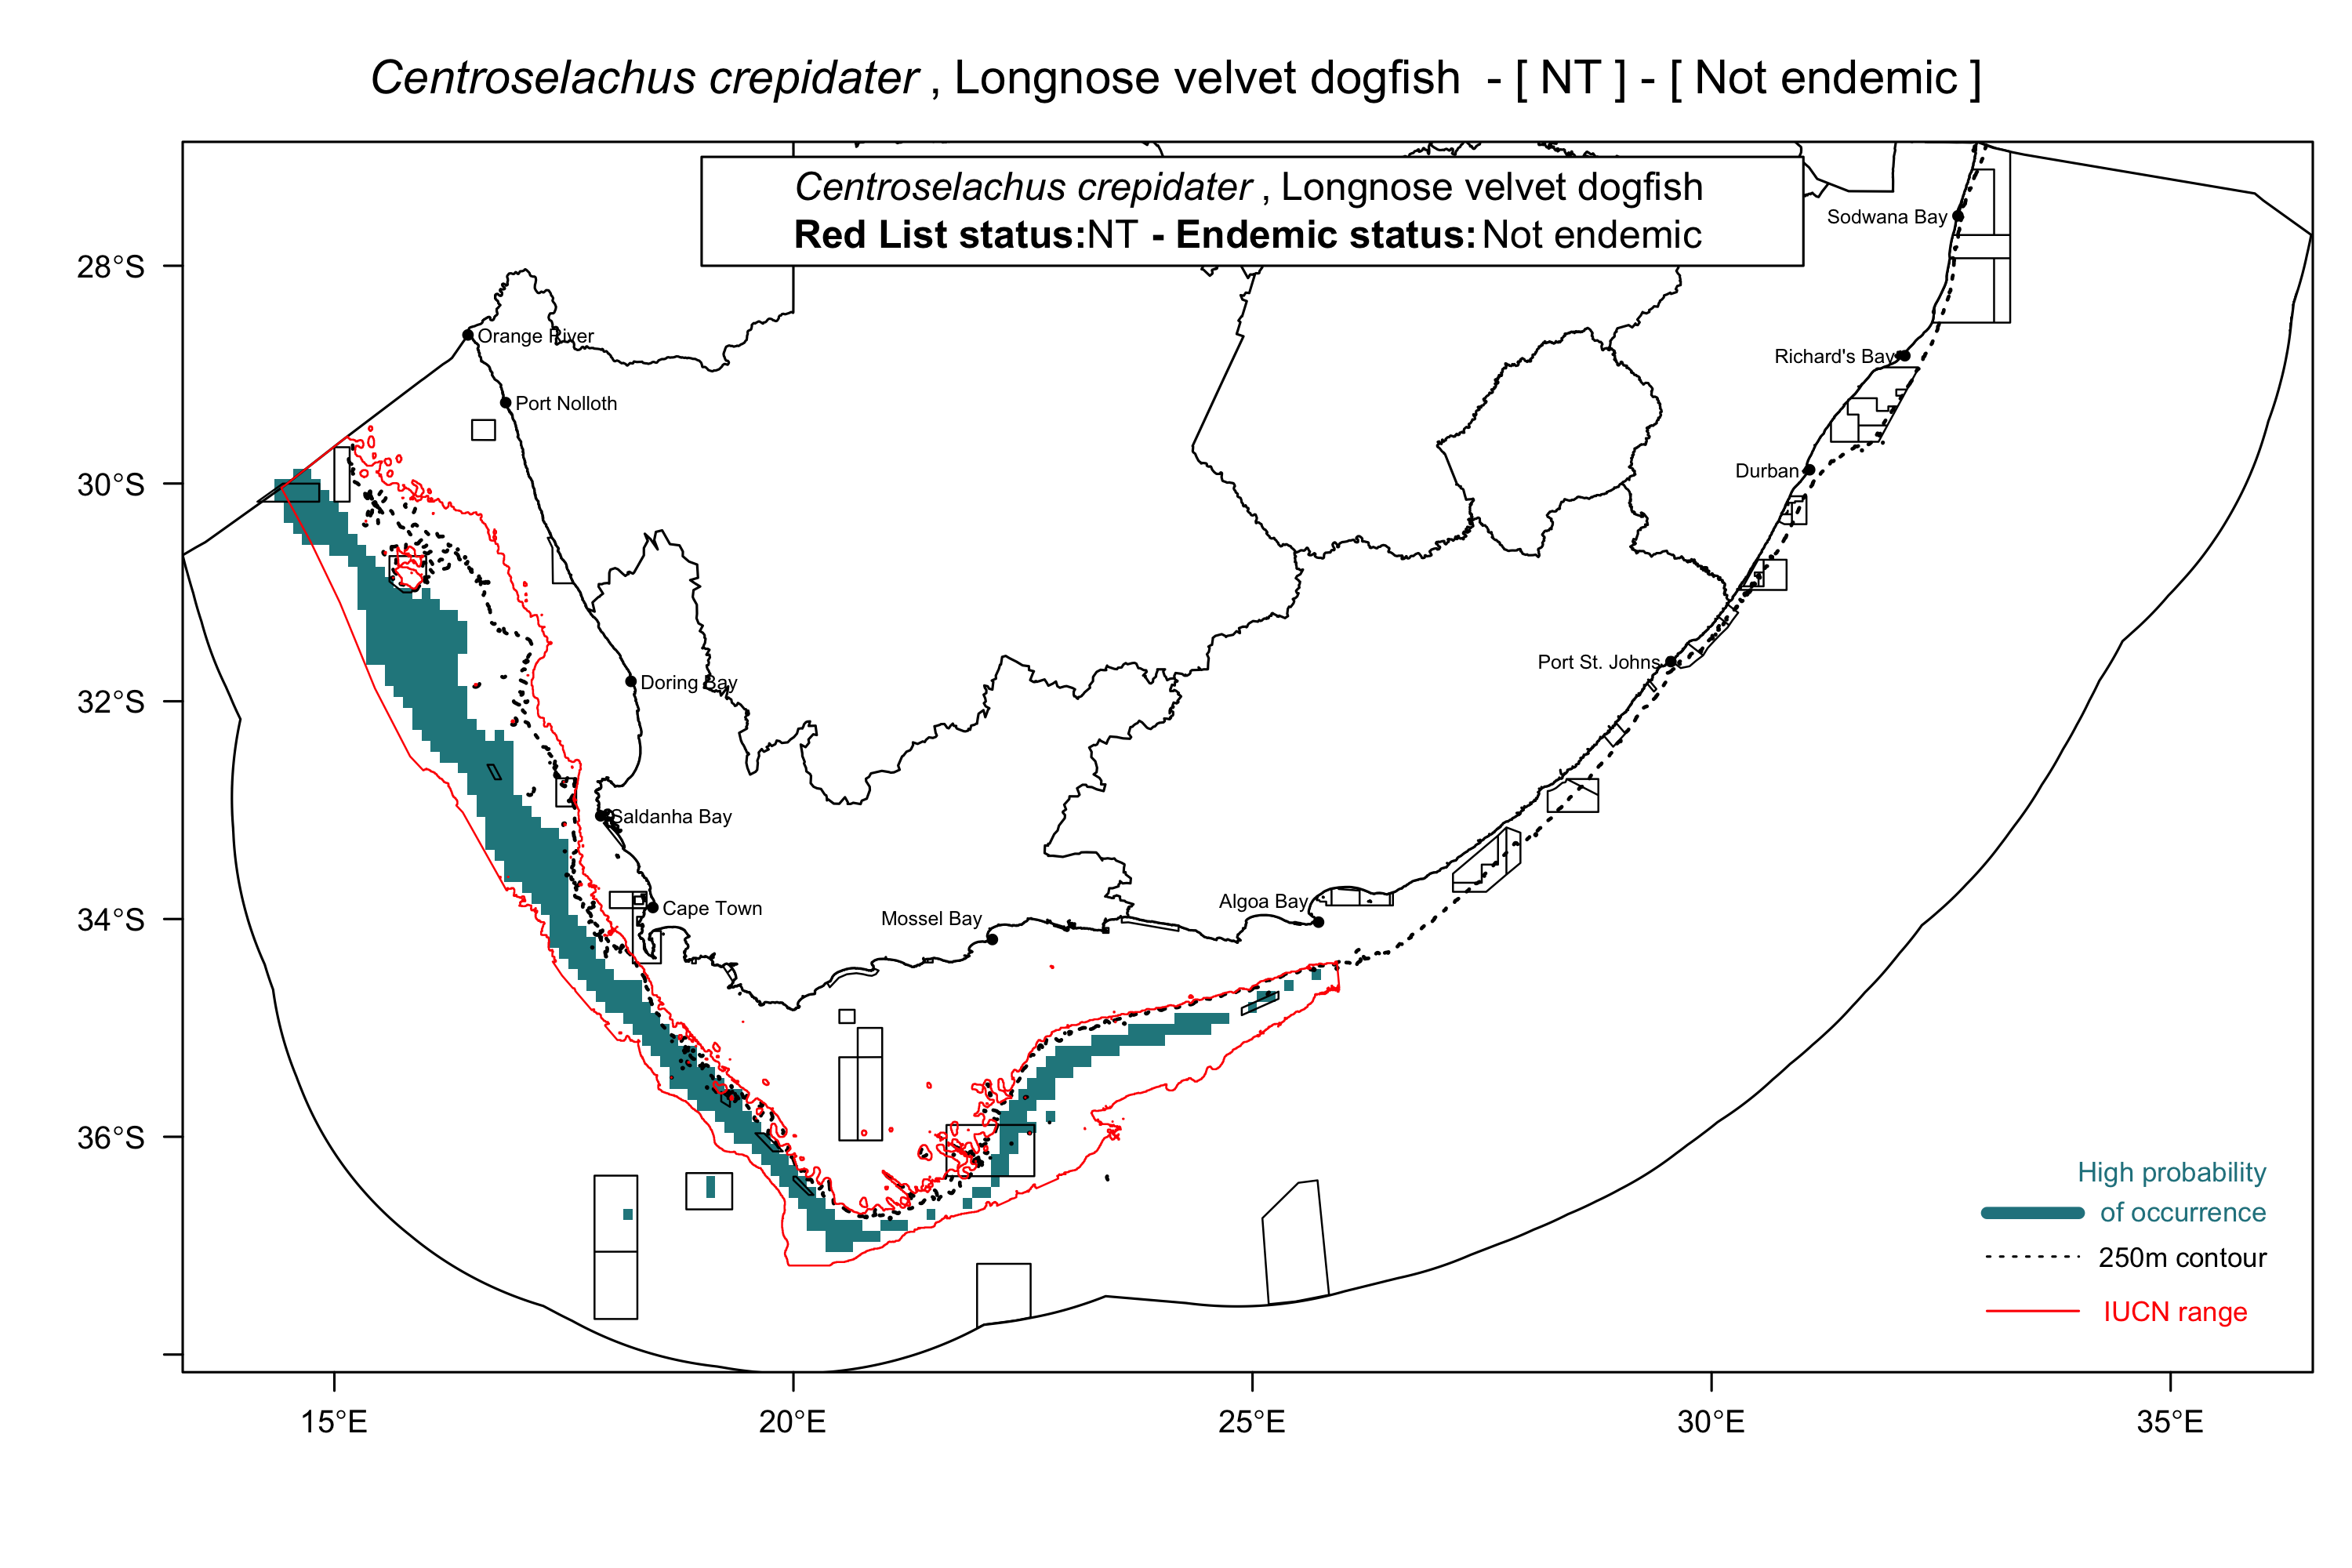 Centroselachus crepidater , Longnose velvet dogfish - [ NT ] - [ Not endemic ]
Centroselachus crepidater , Longnose velvet dogfish
Red List status:NT - Endemic status: Not endemic
Sodwana Bay
28°S
Orange River
Richard's Bay
Port Nolloth
Durban
30°S
Port St. Johns
Doring Bay
32°S
Saldanha Bay
Cape Town
Algoa Bay
Mossel Bay
34°S
36°S
High probability
of occurrence
250m contour
IUCN range
15°E
20°E
25°E
30°E
35°E